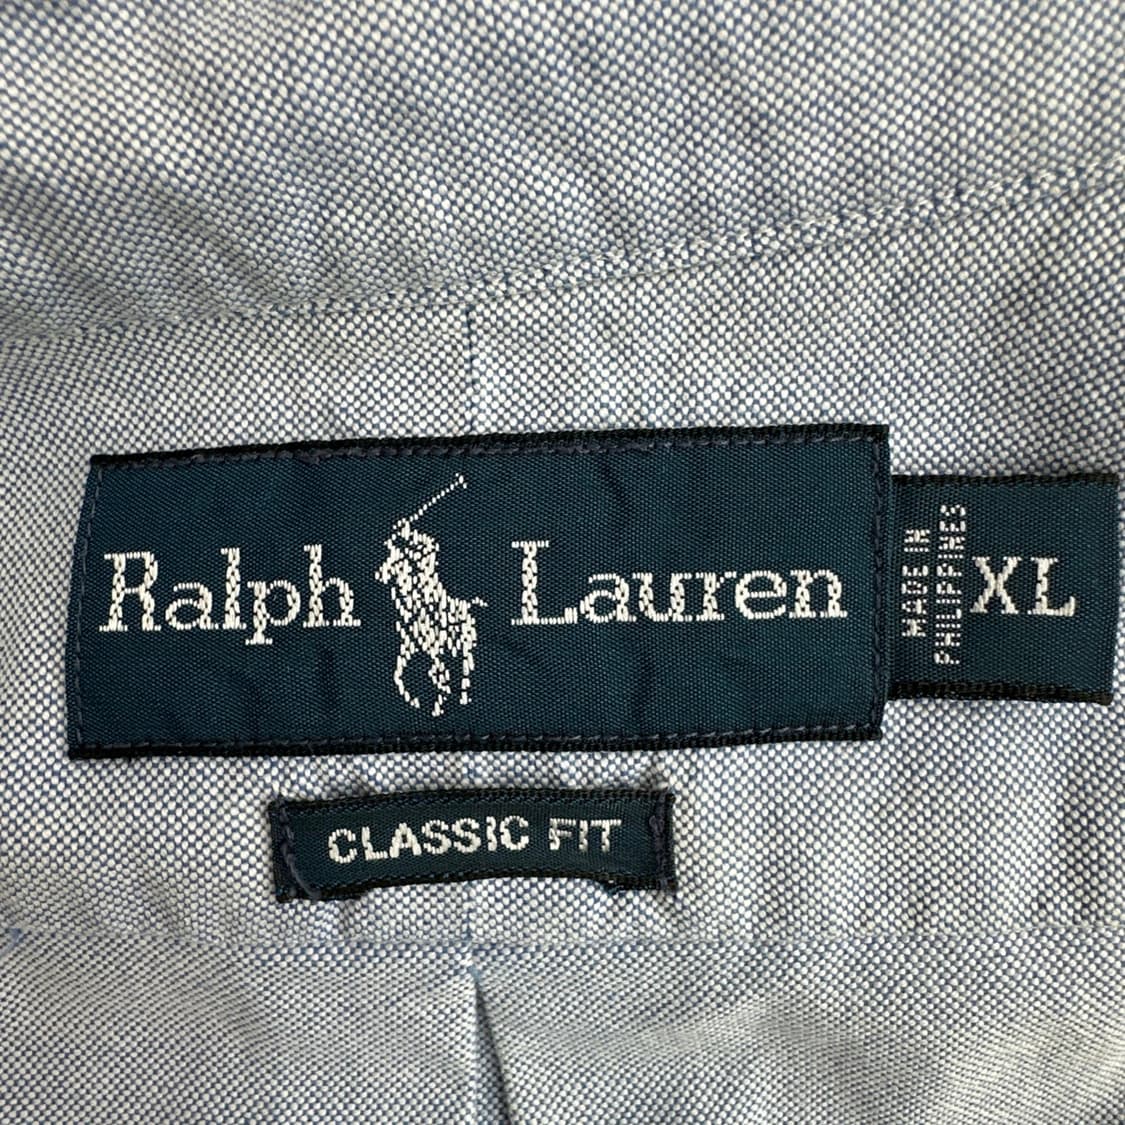 Ralph Lauren
MADE IN
PHILIPPINES
XL
CLASSIC FIT